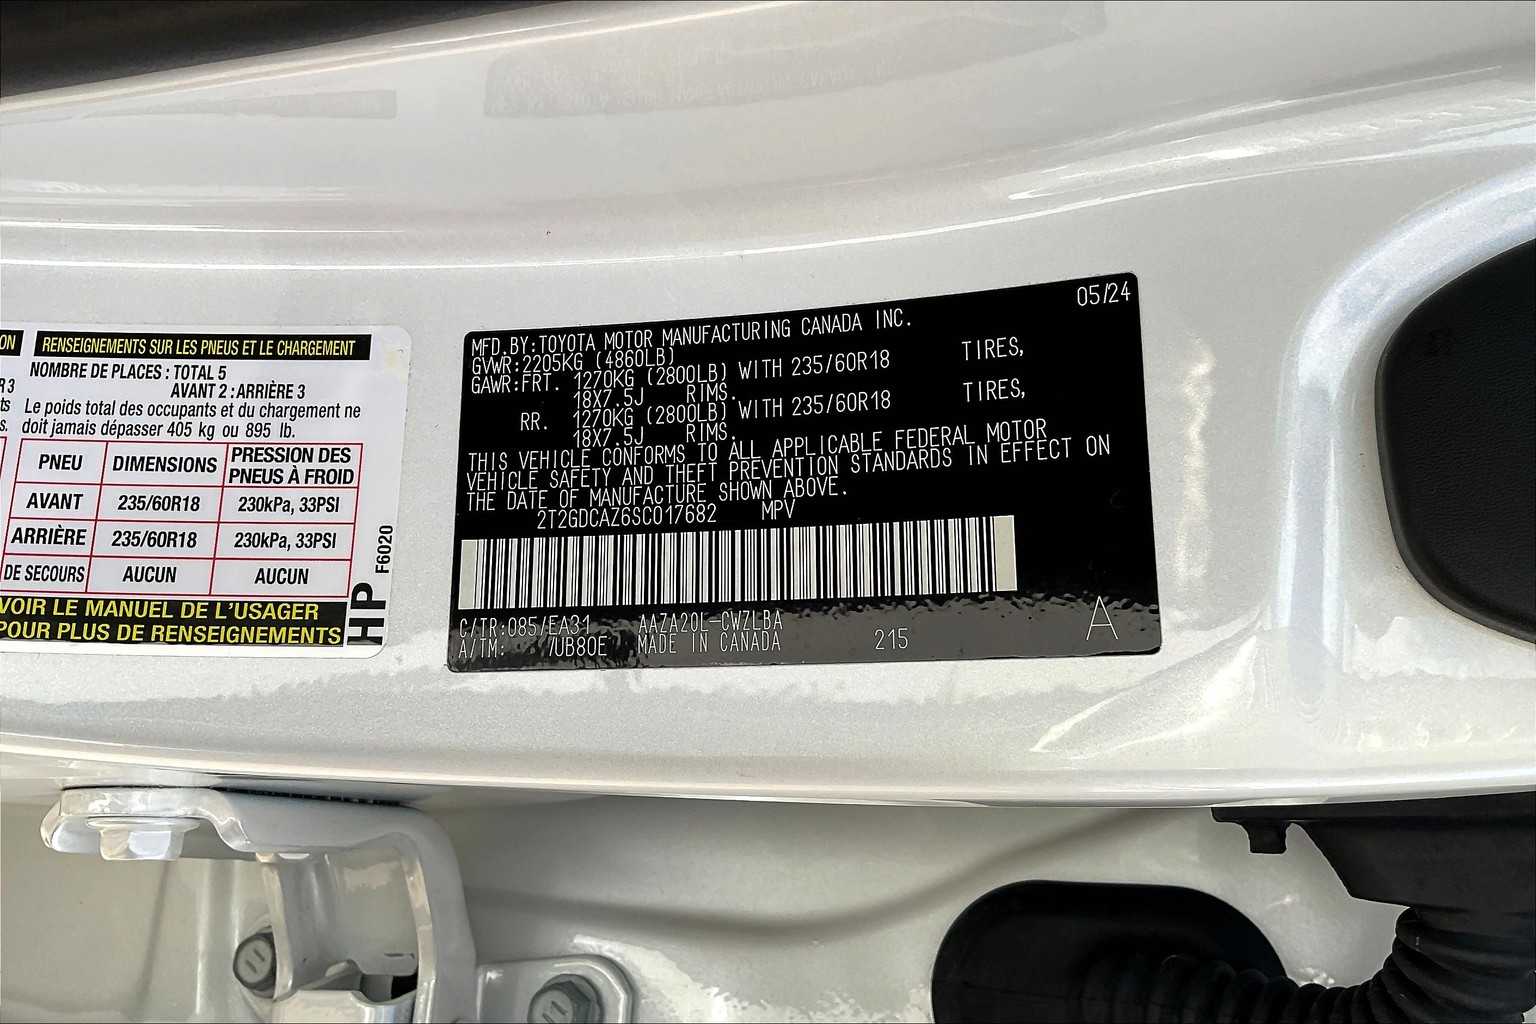 ON
R3
ts
s.
RENSEIGNEMENTS SUR LES PNEUS ET LE CHARGEMENT
NOMBRE DE PLACES : TOTAL 5
AVANT 2 : ARRIÈRE 3
Le poids total des occupants et du chargement ne
doit jamais dépasser 405 kg ou 895 lb.
PNEU DIMENSIONS PRESSION DES PNEUS À FROID
AVANT 235/60R18 230kPa, 33PSI
ARRIÈRE 235/60R18 230kPa, 33PSI
DE SECOURS AUCUN AUCUN
VOIR LE MANUEL DE L'USAGER
POUR PLUS DE RENSEIGNEMENTS
HP F6020
05/24
MFD.BY:TOYOTA MOTOR MANUFACTURING CANADA INC.
GVWR:2205KG (4860LB)
GAWR:FRT. 1270KG (2800LB) WITH 235/60R18 TIRES,
18X7.5J RIMS.
RR. 1270KG (2800LB) WITH 235/60R18 TIRES,
18X7.5J RIMS.
THIS VEHICLE CONFORMS TO ALL APPLICABLE FEDERAL MOTOR
VEHICLE SAFETY AND THEFT PREVENTION STANDARDS IN EFFECT ON
THE DATE OF MANUFACTURE SHOWN ABOVE.
2T2GDCAZ6SC017682 MPV
C/TR:085/EA31 AAZA20L-CWZLBA
A/TM: /UB80E MADE IN CANADA 215 A